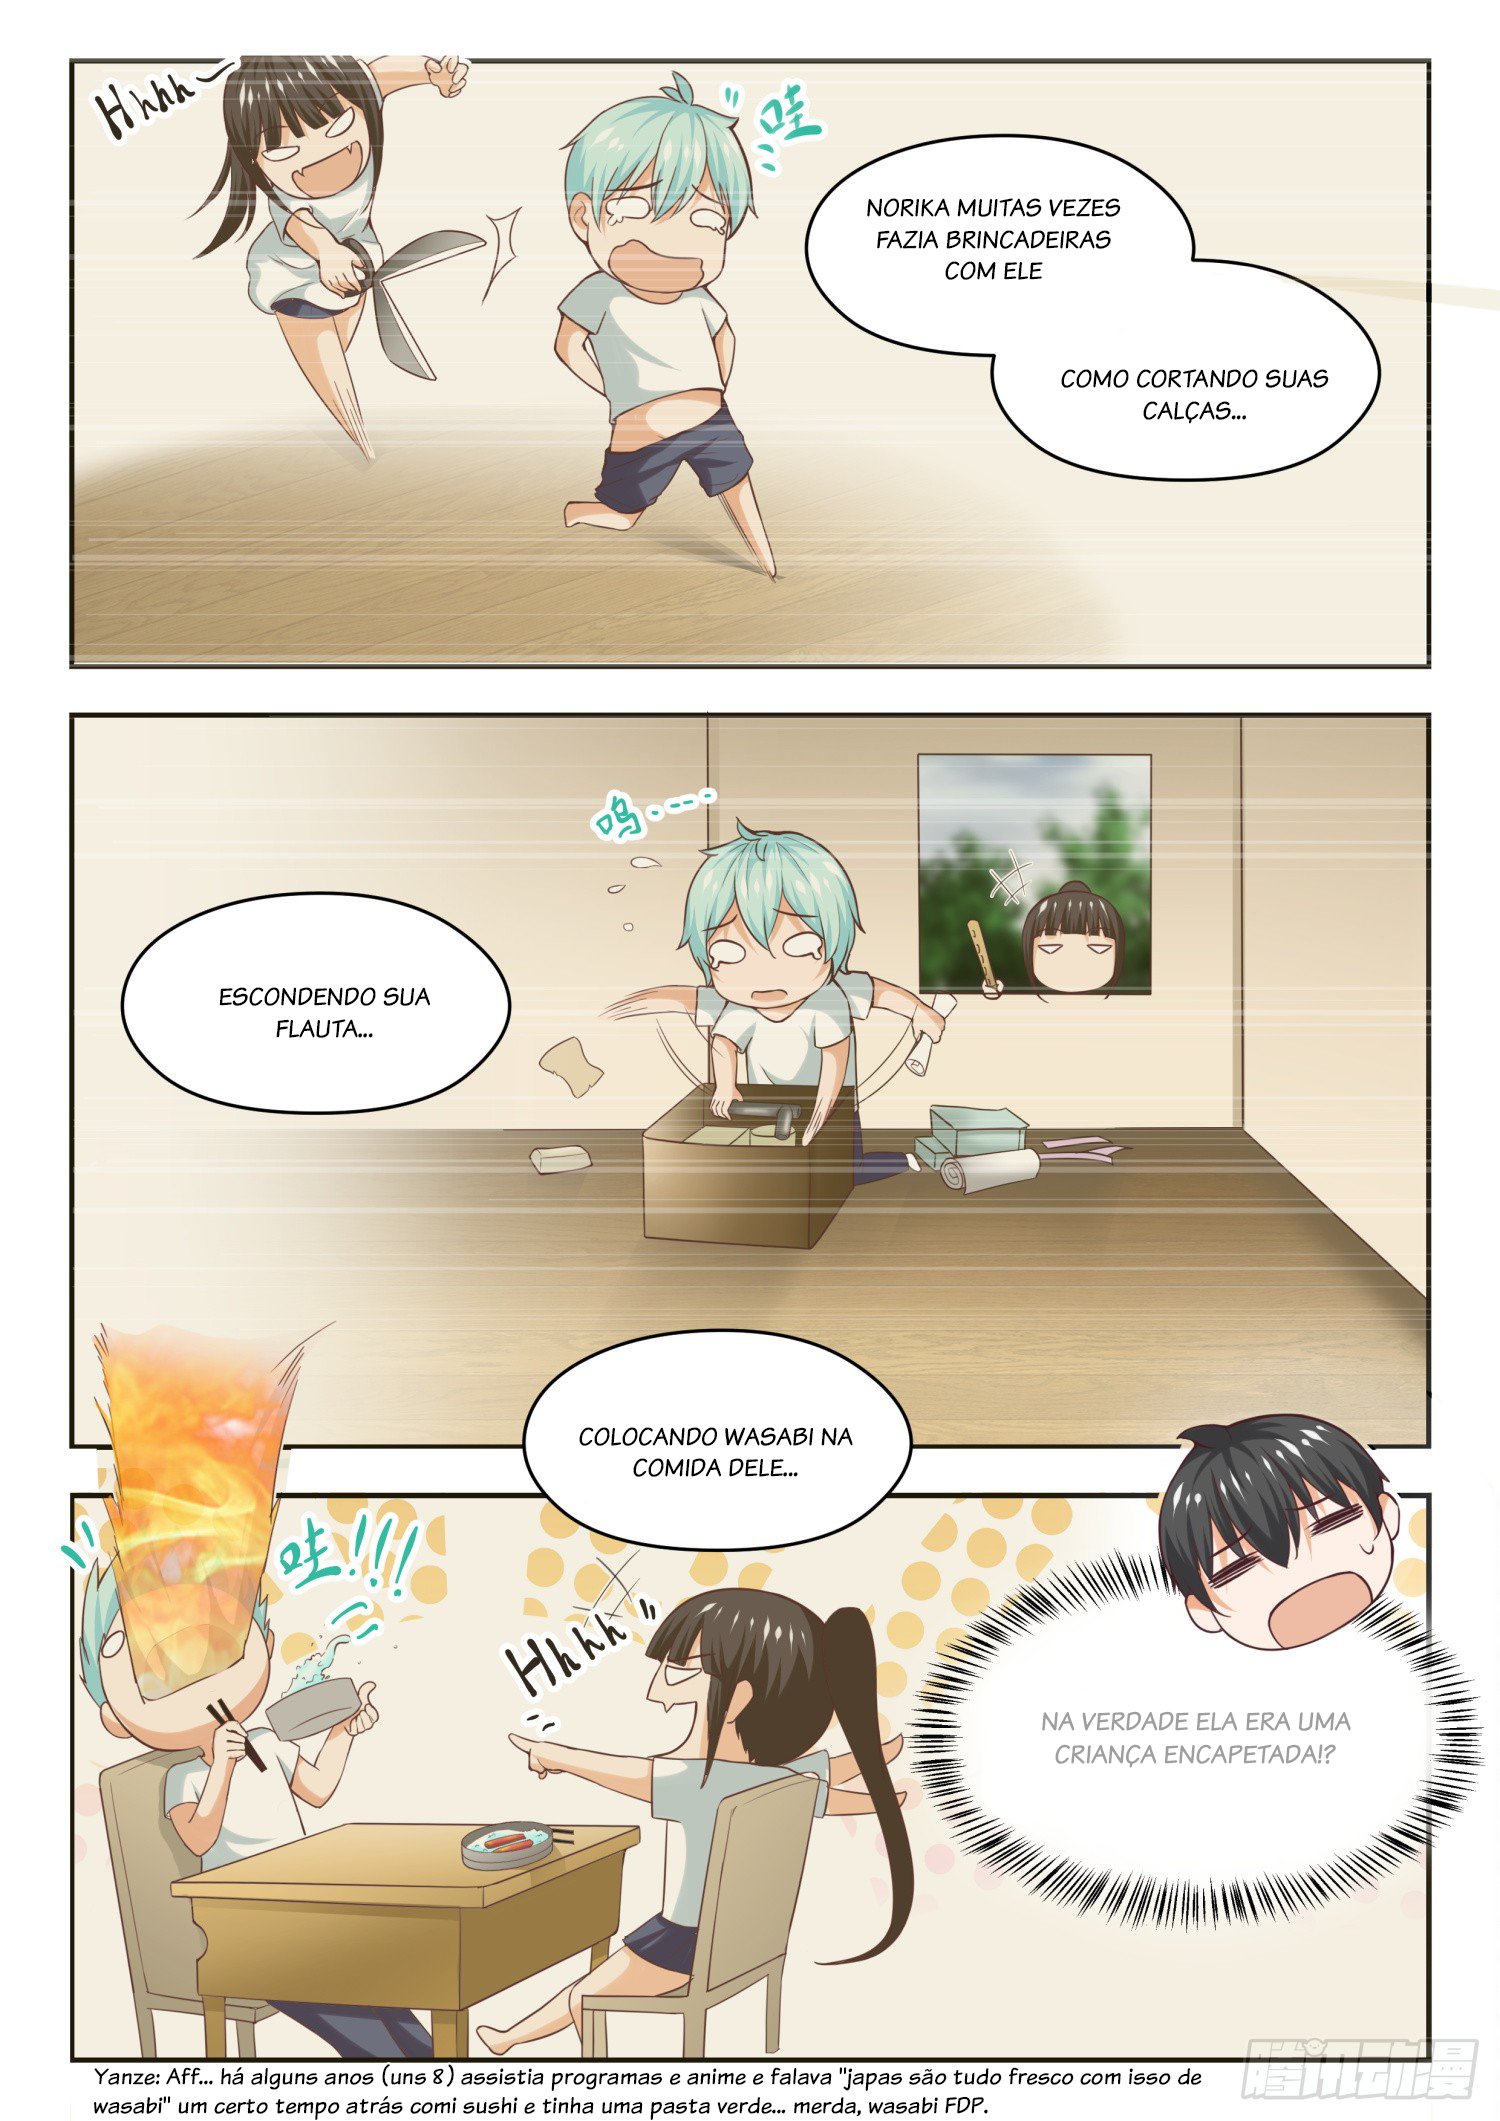 Hhhh~
哇
NORIKA MUITAS VEZES
FAZIA BRINCADEIRAS
COM ELE
COMO CORTANDO SUAS
CALÇAS...
呜....
ESCONDENDO SUA
FLAUTA...
COLOCANDO WASABI NA
COMIDA DELE...
哇!!!
Hhhh
NA VERDADE ELA ERA UMA
CRIANÇA ENCAPETADA!?
腾讯动漫
Yanze: Aff... há alguns anos (uns 8) assistia programas e anime e falava "japas são tudo fresco com isso de
wasabi" um certo tempo atrás comi sushi e tinha uma pasta verde... merda, wasabi FDP.